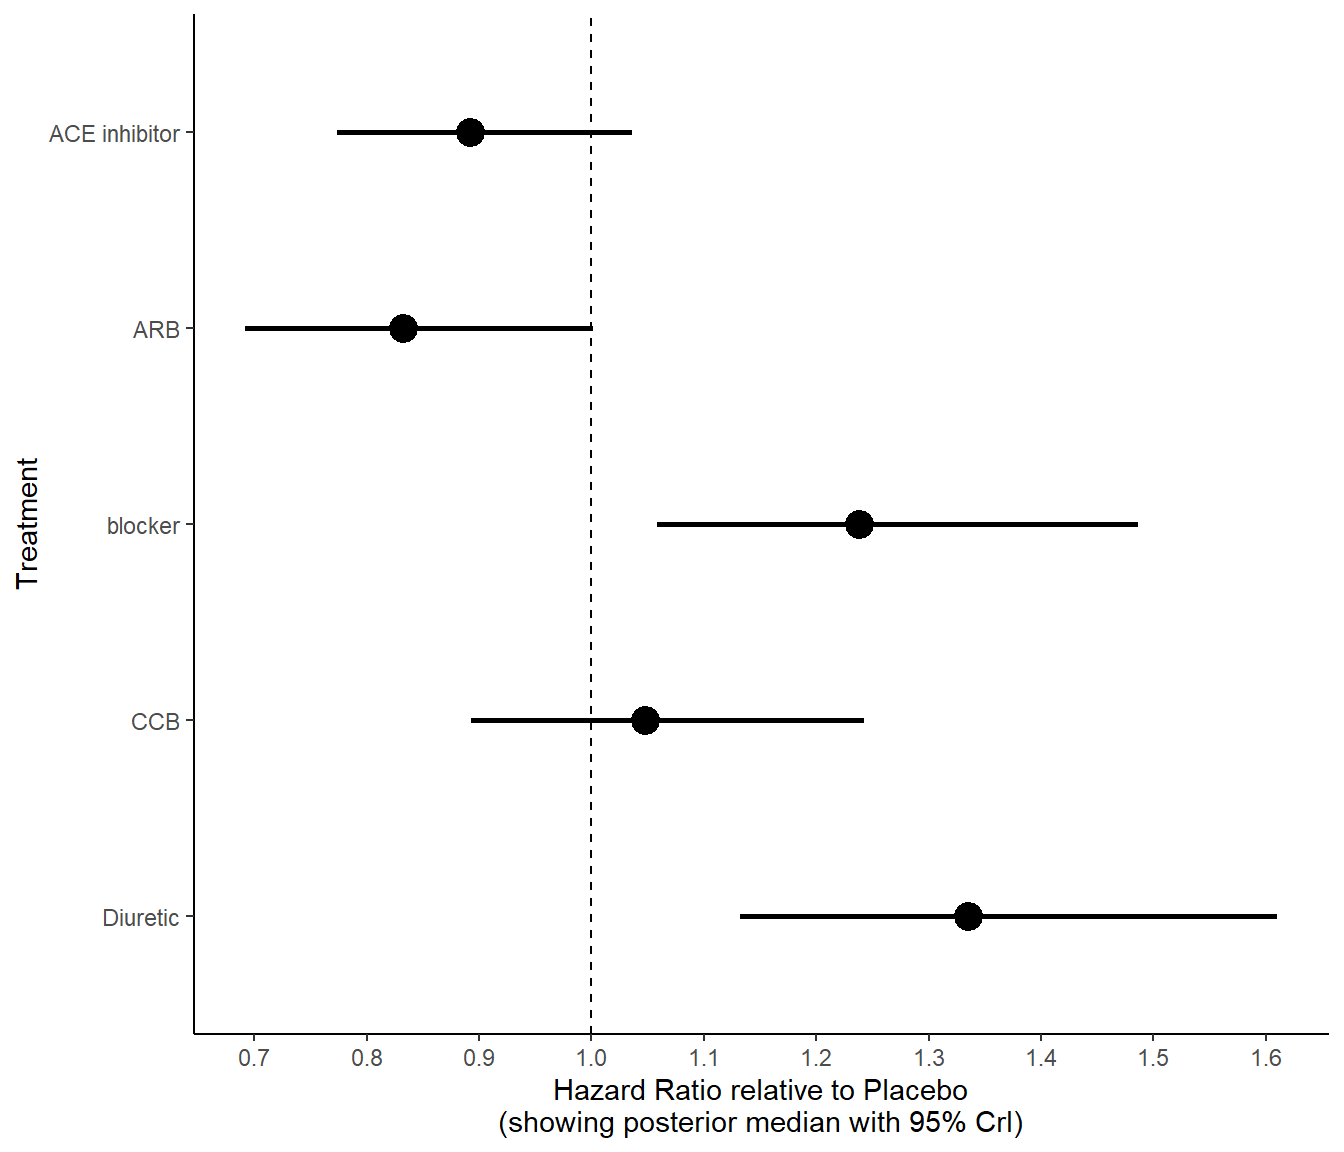 ACE inhibitor
ARB
blocker
CCB
Diuretic
Treatment
0.7 0.8 0.9 1.0 1.1 1.2 1.3 1.4 1.5 1.6
Hazard Ratio relative to Placebo
(showing posterior median with 95% CrI)